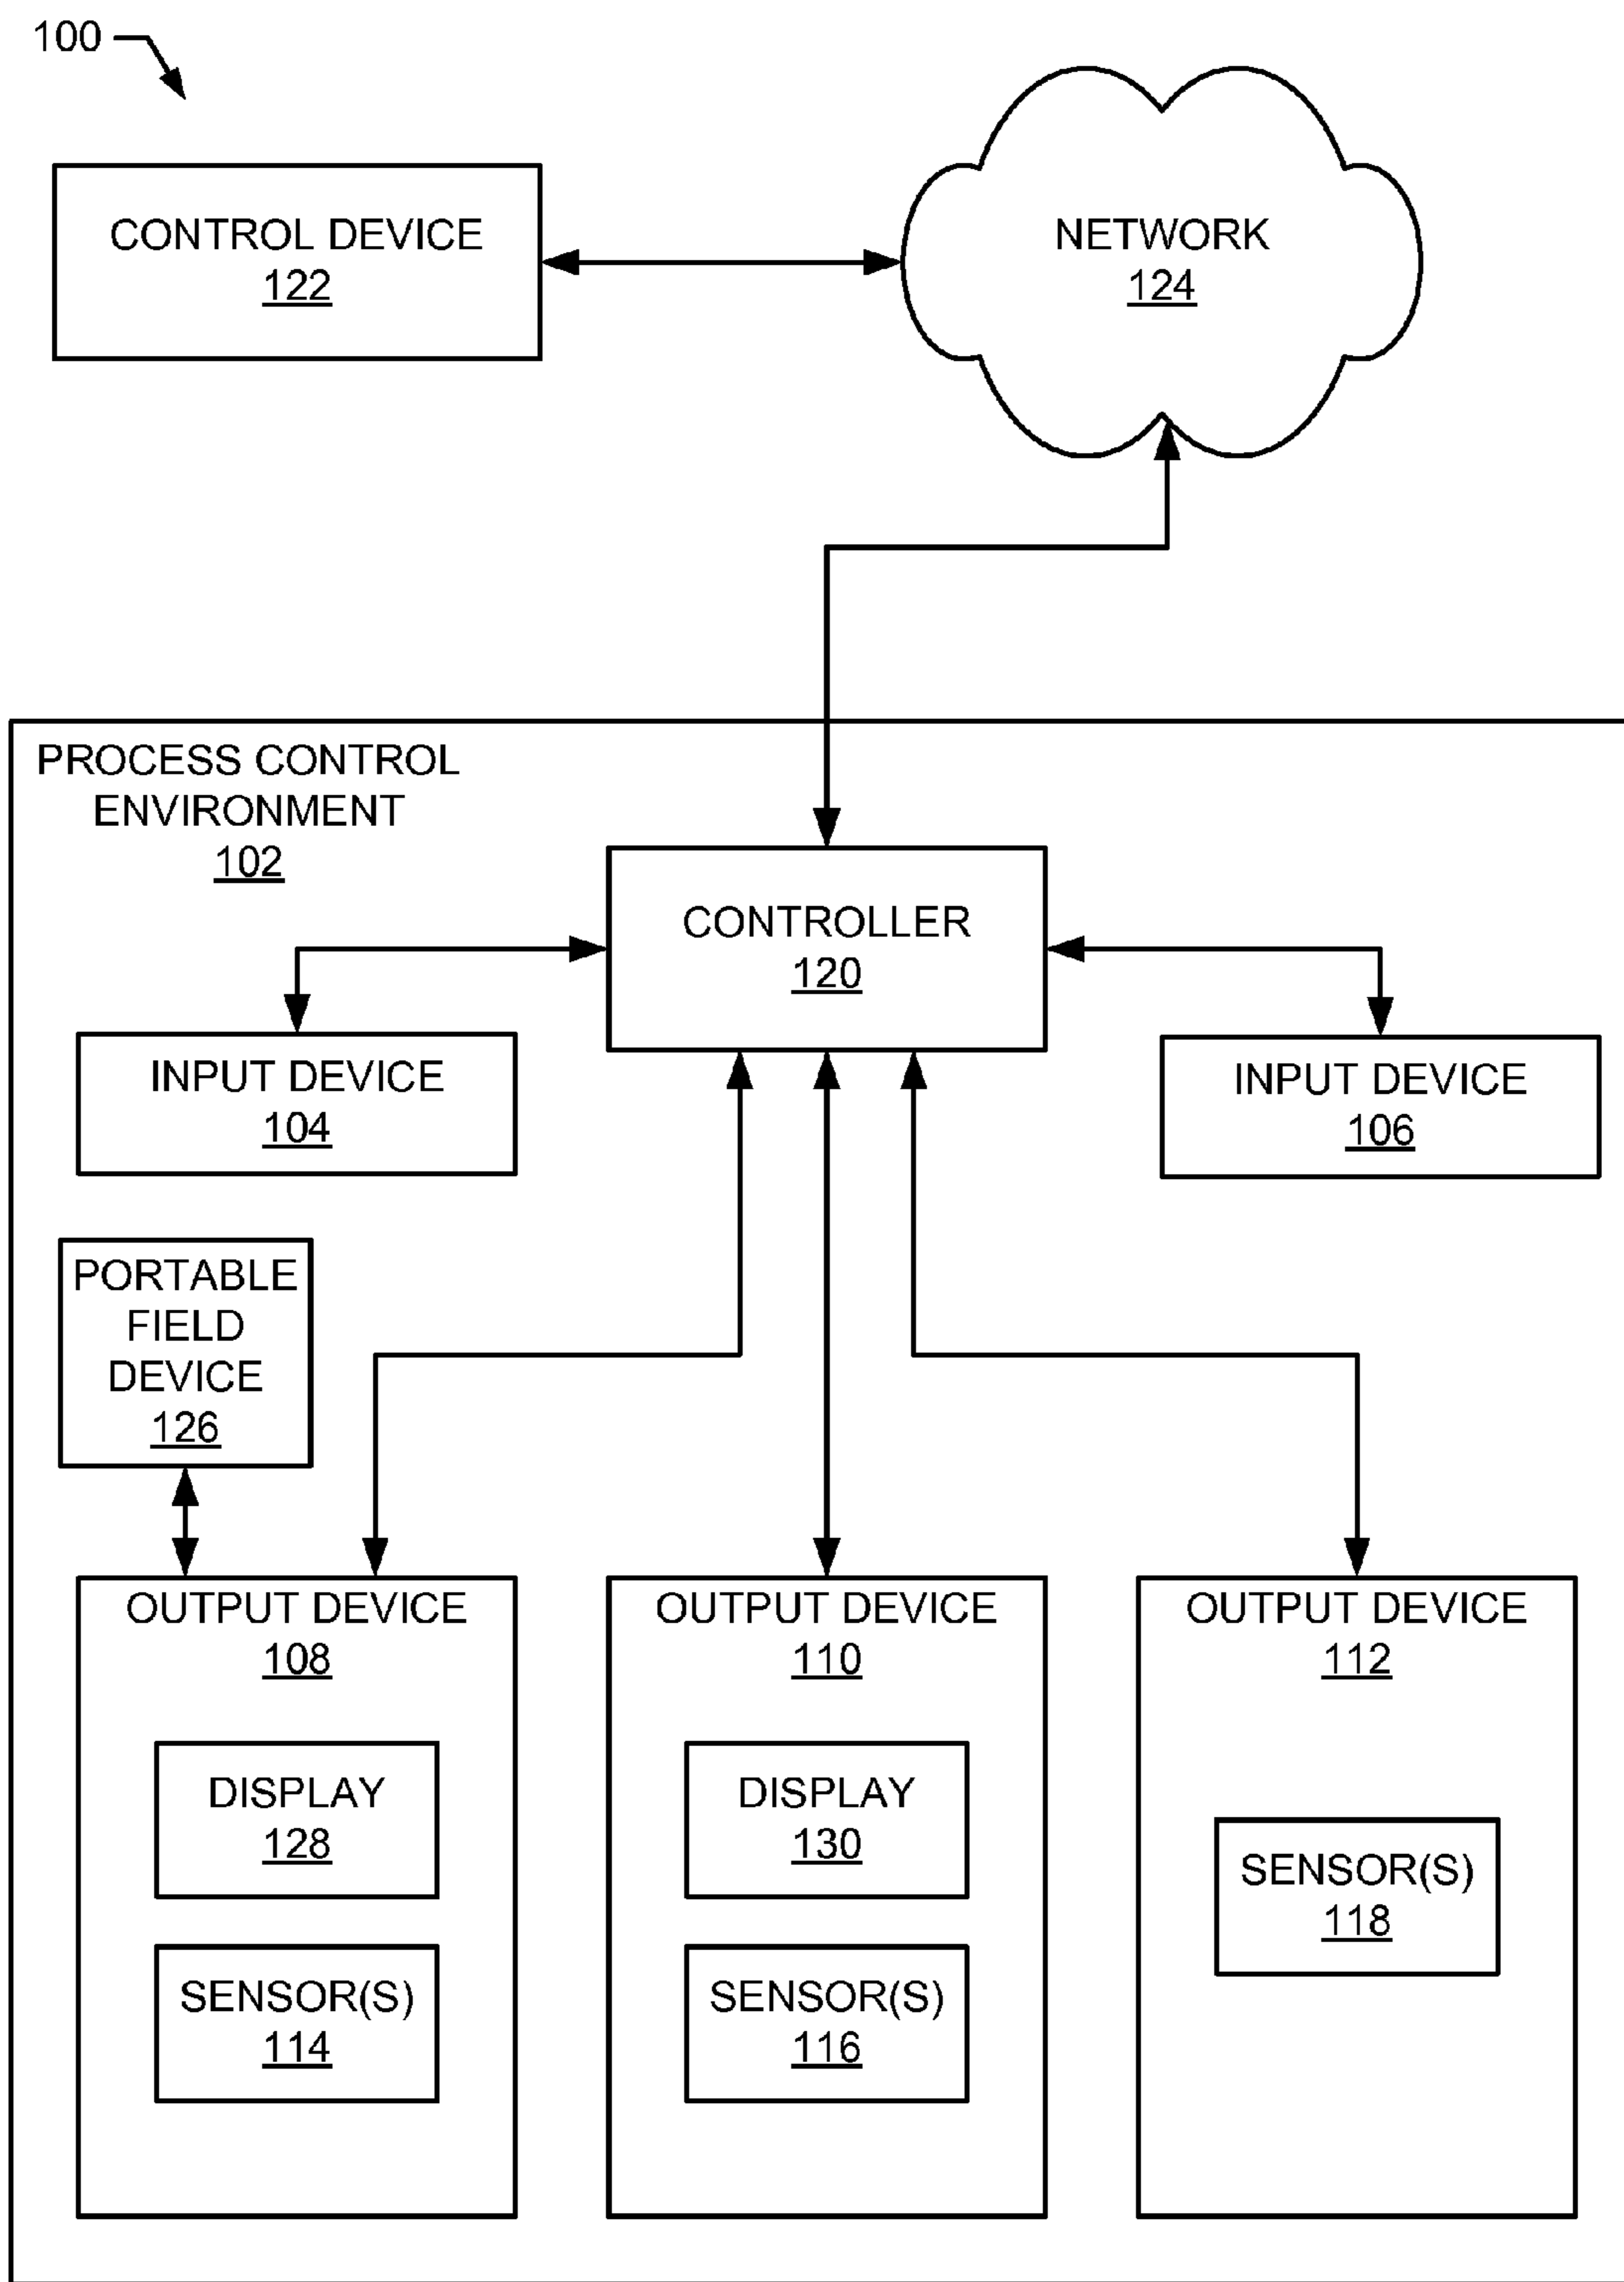 100
CONTROL DEVICE
122
NETWORK
124
PROCESS CONTROL
ENVIRONMENT
102
CONTROLLER
120
INPUT DEVICE
104
INPUT DEVICE
106
PORTABLE
FIELD
DEVICE
126
OUTPUT DEVICE
108
DISPLAY
128
SENSOR(S)
114
OUTPUT DEVICE
110
DISPLAY
130
SENSOR(S)
116
OUTPUT DEVICE
112
SENSOR(S)
118